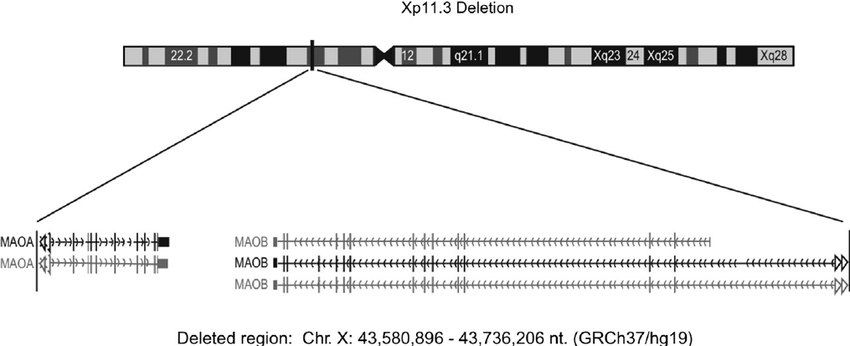 Xp11.3 Deletion
22.2 12 q21.1 Xq23 24 Xq25 Xq28
MAOA MAOB
MAOA MAOB
MAOB
Deleted region: Chr. X: 43,580,896 - 43,736,206 nt. (GRCh37/hg19)